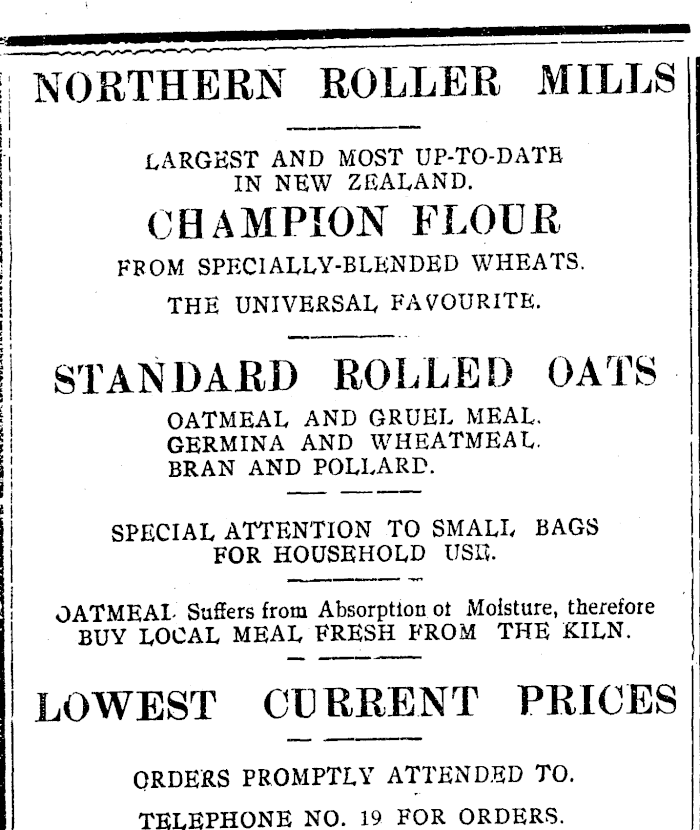 NORTHERN ROLLER MILLS
LARGEST AND MOST UP-TO-DATE
IN NEW ZEALAND.
CHAMPION FLOUR
FROM SPECIALLY-BLENDED WHEATS.
THE UNIVERSAL FAVOURITE.
STANDARD ROLLED OATS
OATMEAL AND GRUEL MEAL.
GERMINA AND WHEATMEAL.
BRAN AND POLLARD.
SPECIAL ATTENTION TO SMALL BAGS
FOR HOUSEHOLD USE.
OATMEAL Suffers from Absorption of Moisture, therefore
BUY LOCAL MEAL FRESH FROM THE KILN.
LOWEST CURRENT PRICES
ORDERS PROMPTLY ATTENDED TO.
TELEPHONE NO. 19 FOR ORDERS.